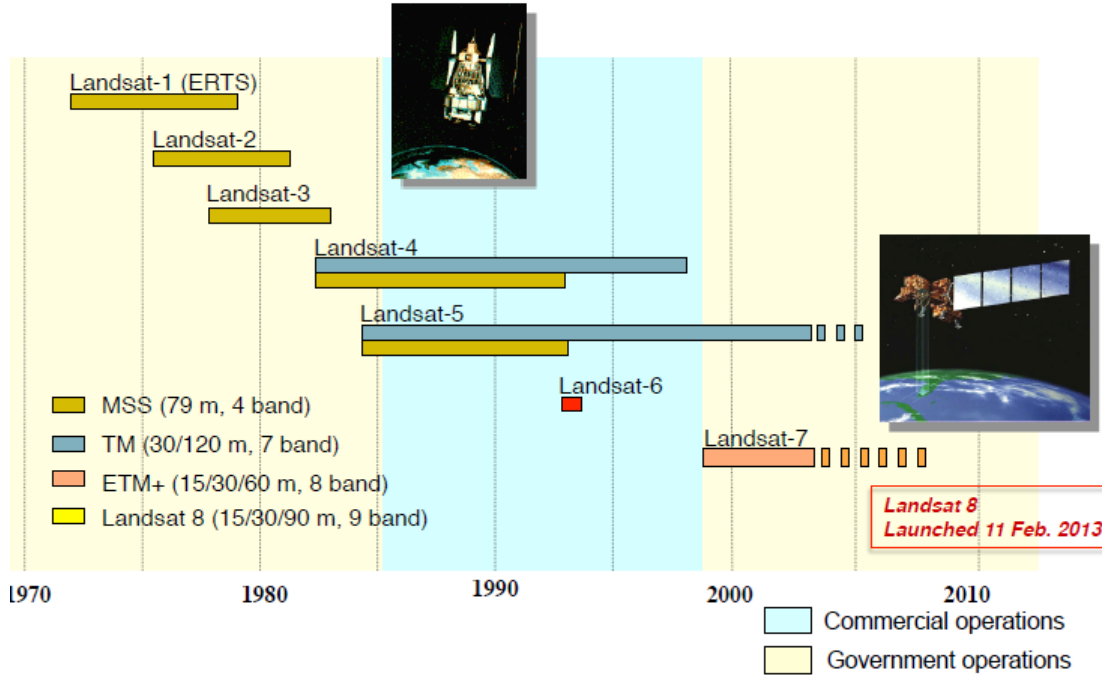 Landsat-1 (ERTS)
Landsat-2
Landsat-3
Landsat-4
Landsat-5
Landsat-6
Landsat-7
MSS (79 m, 4 band)
TM (30/120 m, 7 band)
ETM+ (15/30/60 m, 8 band)
Landsat 8 (15/30/90 m, 9 band)
Landsat 8
Launched 11 Feb. 2013
1970 1980 1990 2000 2010
Commercial operations
Government operations